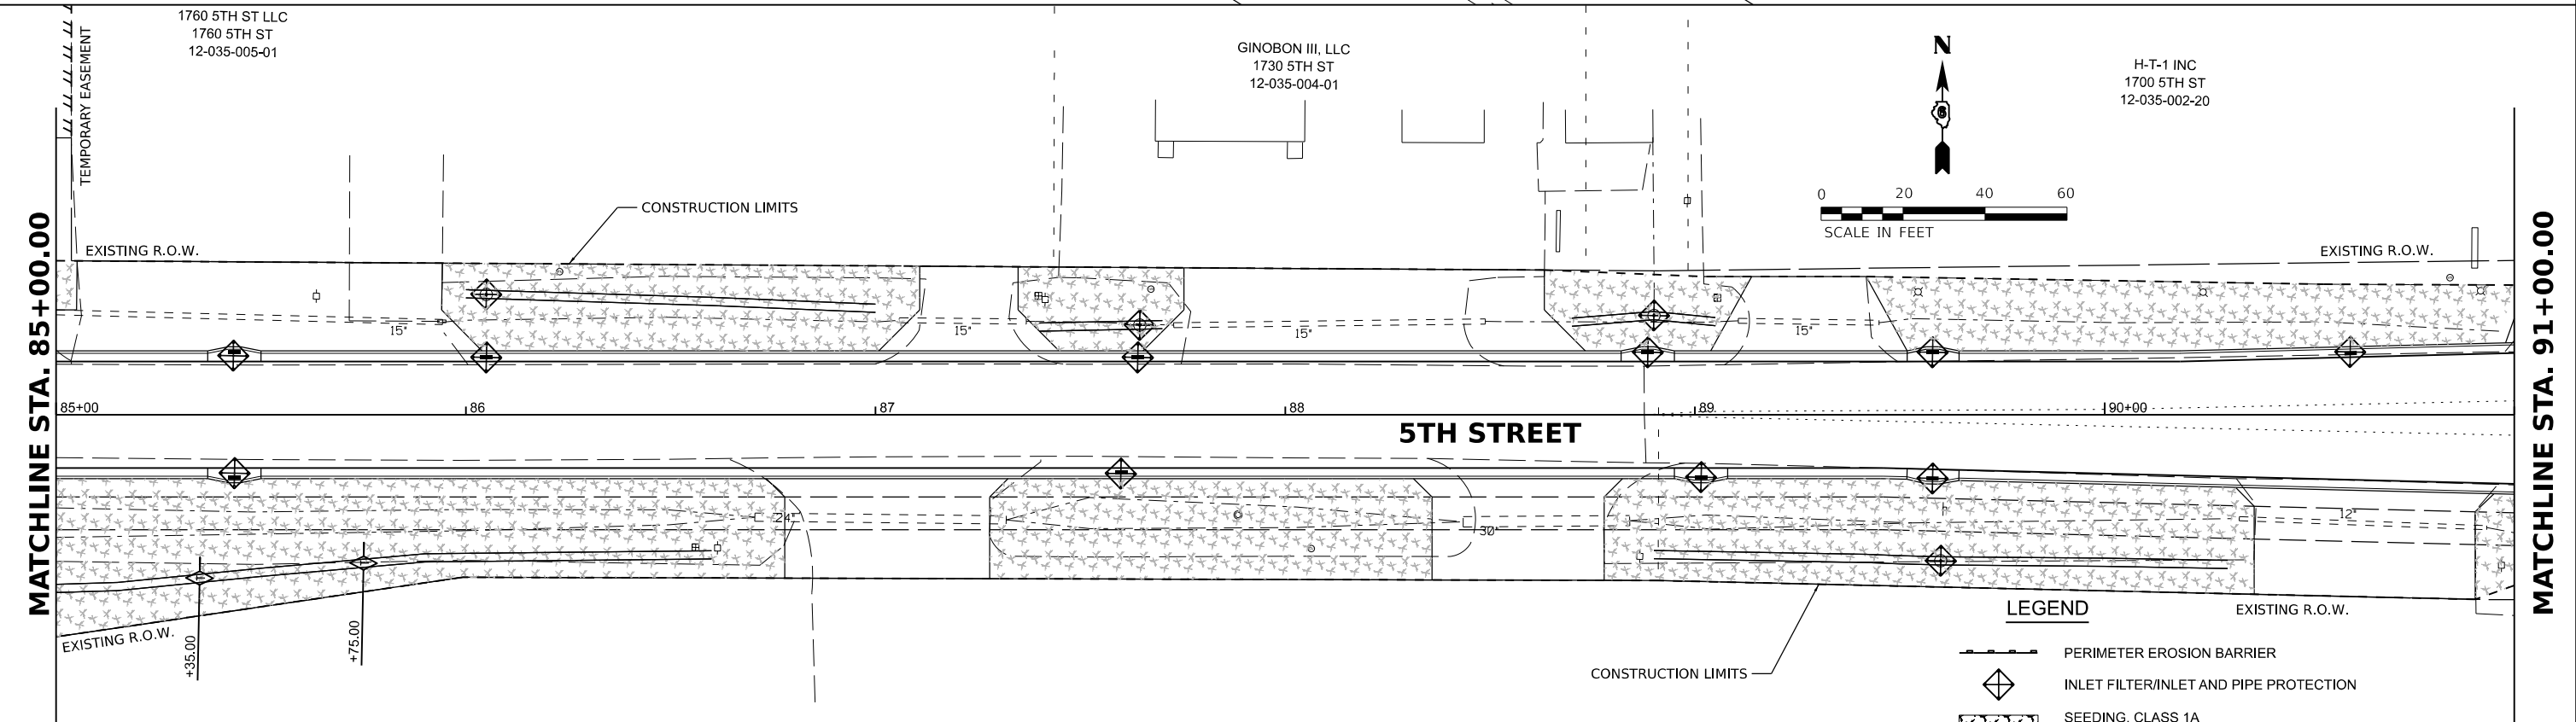 1760 5TH ST LLC
1760 5TH ST
12-035-005-01
TEMPORARY EASEMENT
GINOBON III, LLC
1730 5TH ST
12-035-004-01
N
6
H-T-1 INC
1700 5TH ST
12-035-002-20
0 20 40 60
SCALE IN FEET
CONSTRUCTION LIMITS
EXISTING R.O.W.
EXISTING R.O.W.
MATCHLINE STA. 85+00.00
MATCHLINE STA. 91+00.00
15"
15"
15"
15"
85+00
86
87
88
89
90+00
5TH STREET
24"
30"
12"
EXISTING R.O.W.
+35.00
+75.00
CONSTRUCTION LIMITS
EXISTING R.O.W.
LEGEND
PERIMETER EROSION BARRIER
INLET FILTER/INLET AND PIPE PROTECTION
SEEDING, CLASS 1A